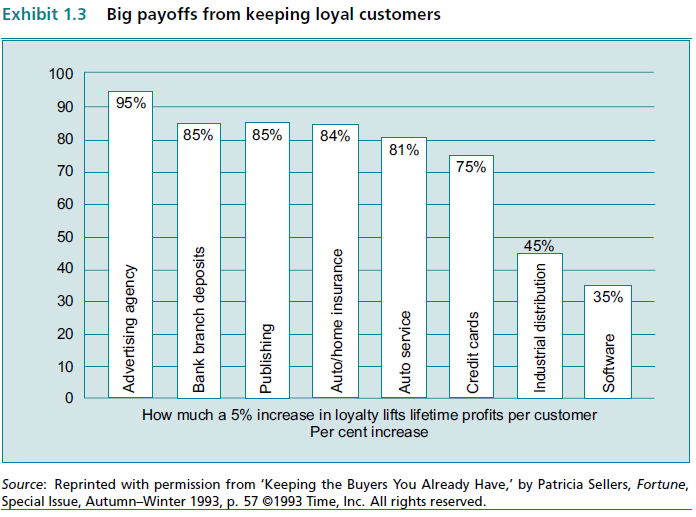 Exhibit 1.3 Big payoffs from keeping loyal customers
100
90
80
70
60
50
40
30
20
10
0
95%
85%
85%
84%
81%
75%
45%
35%
Advertising agency
Bank branch deposits
Publishing
Auto/home insurance
Auto service
Credit cards
Industrial distribution
Software
How much a 5% increase in loyalty lifts lifetime profits per customer
Per cent increase
Source: Reprinted with permission from ‘Keeping the Buyers You Already Have,’ by Patricia Sellers, Fortune,
Special Issue, Autumn–Winter 1993, p. 57 ©1993 Time, Inc. All rights reserved.